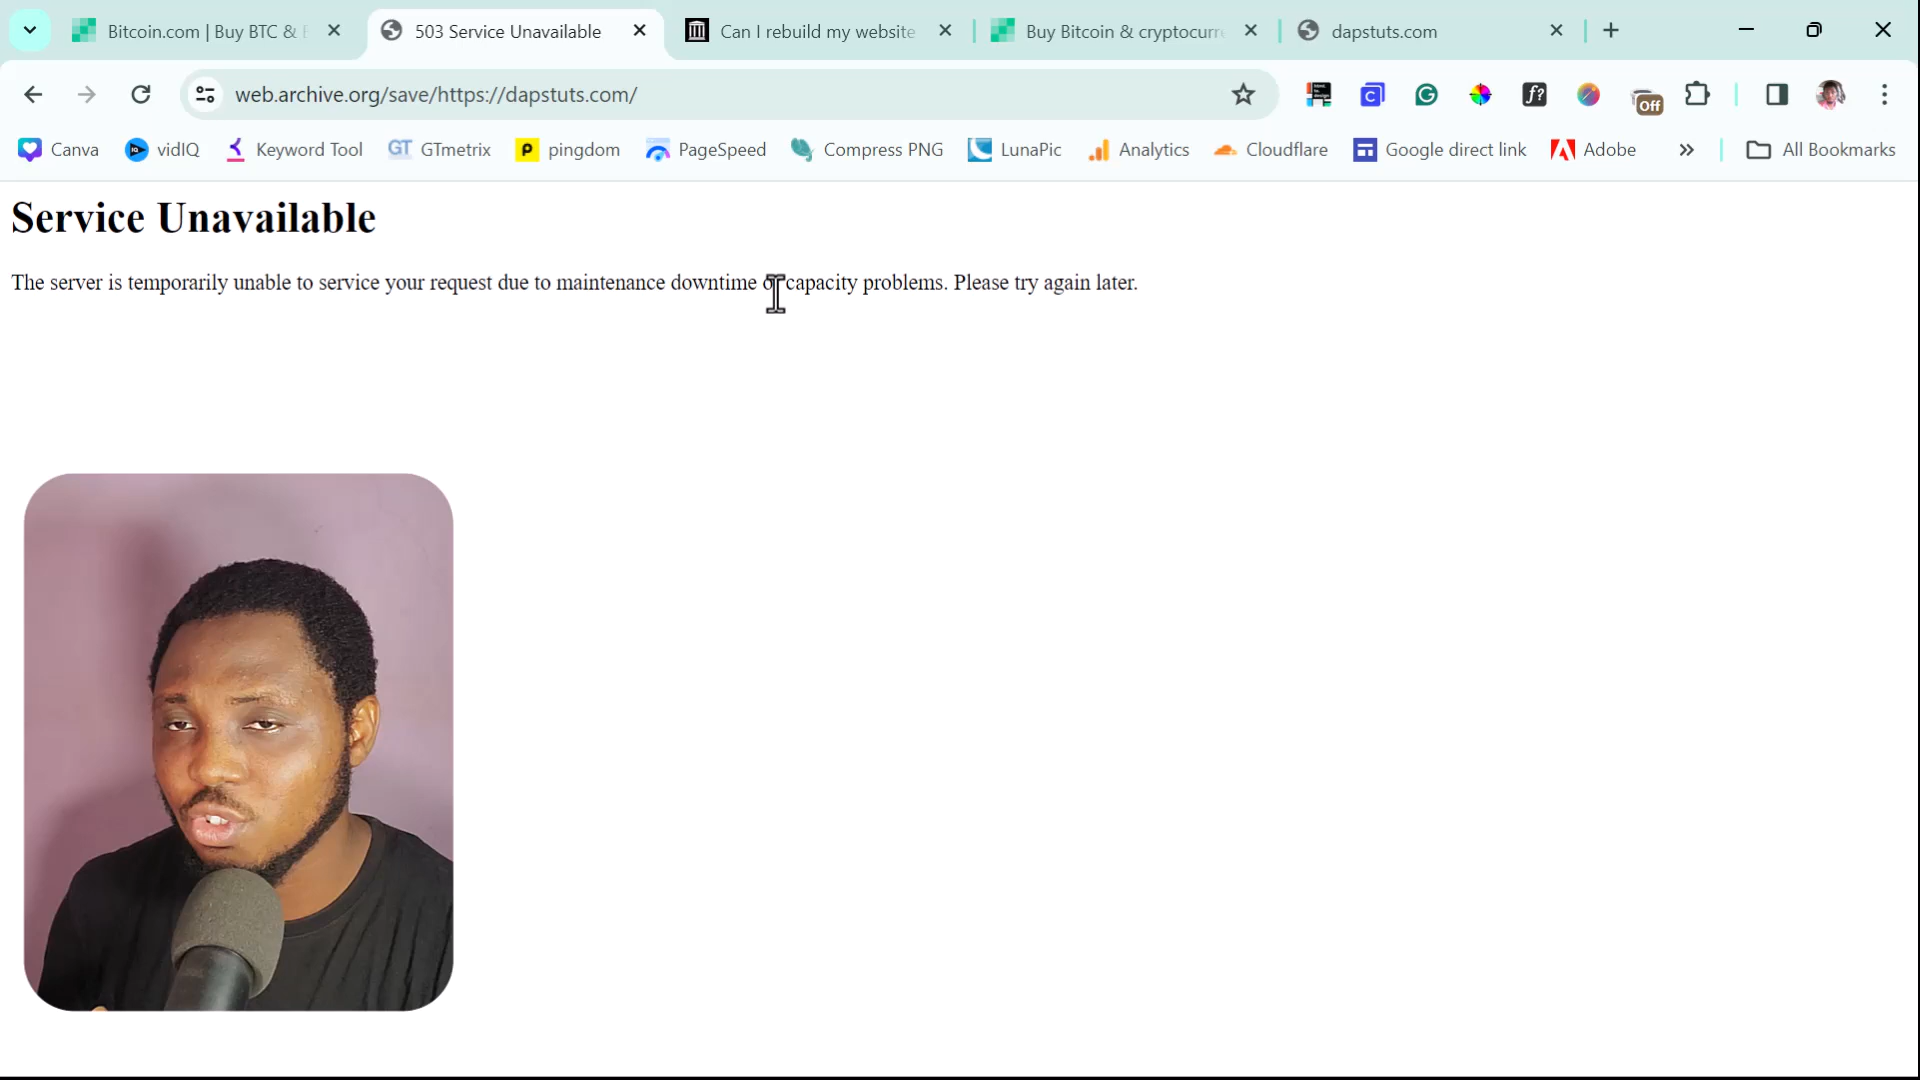 Bitcoin.com | Buy BTC &
503 Service Unavailable
Can I rebuild my website
Buy Bitcoin & cryptocurr
dapstuts.com
web.archive.org/save/https://dapstuts.com/
f?
Off
Canva
vidIQ
Keyword Tool
GT GTmetrix
p pingdom
PageSpeed
Compress PNG
LunaPic
Analytics
Cloudflare
Google direct link
Adobe
All Bookmarks
Service Unavailable
The server is temporarily unable to service your request due to maintenance downtime or capacity problems. Please try again later.